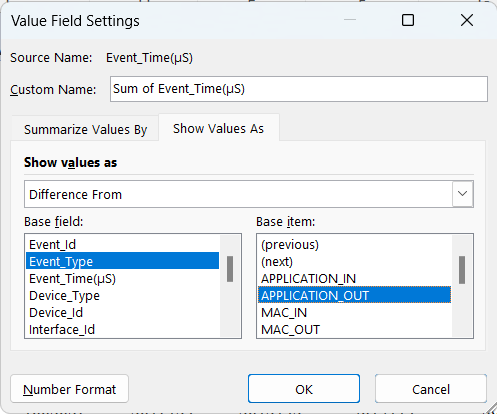 Value Field Settings
Source Name: Event_Time(µS)
Custom Name: Sum of Event_Time(µS)
Summarize Values By Show Values As
Show values as
Difference From
Base field: Base item:
Event_Id (previous)
Event_Type (next)
Event_Time(µS) APPLICATION_IN
Device_Type APPLICATION_OUT
Device_Id MAC_IN
Interface_Id MAC_OUT
Number Format OK Cancel